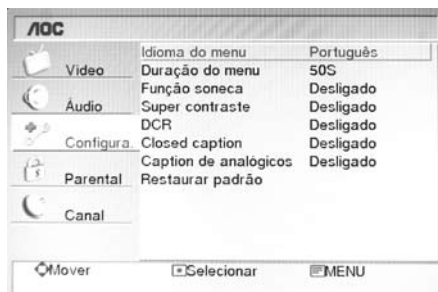 AOC
Video
Áudio
Configura.
Parental
Canal
Idioma do menu Português
Duração do menu 50S
Função soneca Desligado
Super contraste Desligado
DCR Desligado
Closed caption Desligado
Caption de analógicos Desligado
Restaurar padrão
Mover Selecionar MENU